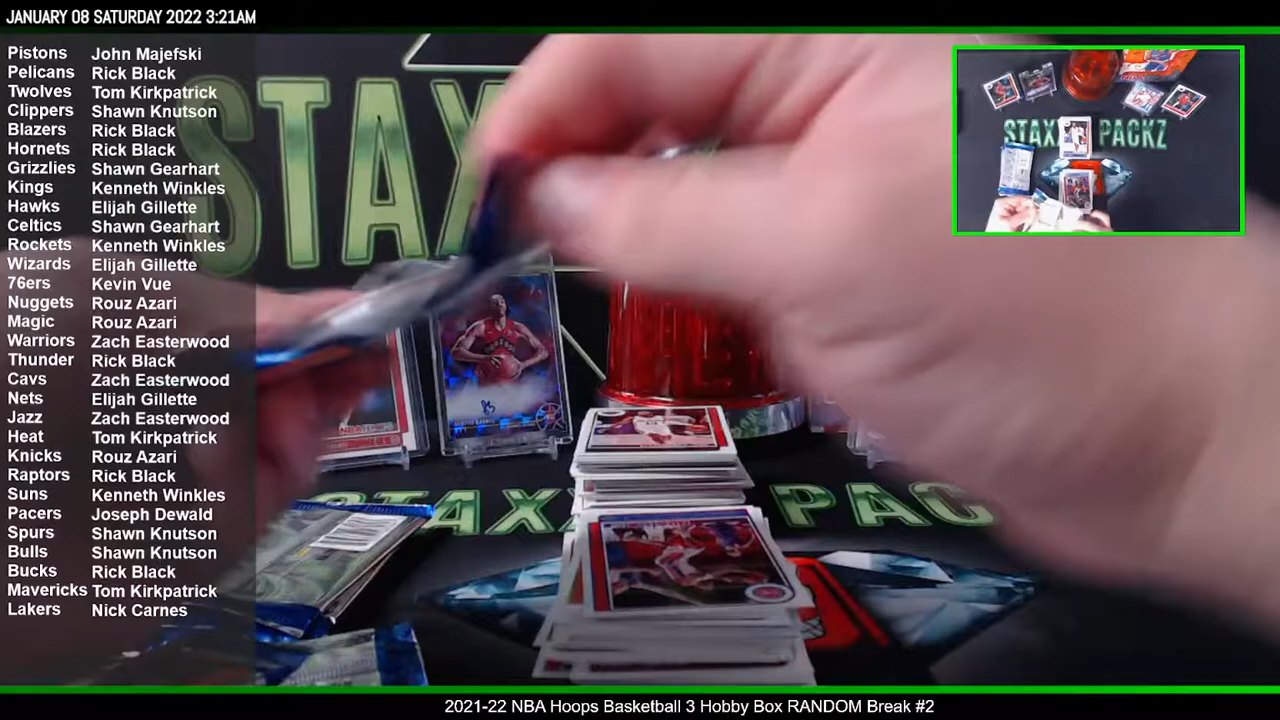 JANUARY 08 SATURDAY 2022 3:21AM
Pistons John Majefski
Pelicans Rick Black
Twolves Tom Kirkpatrick
Clippers Shawn Knutson
Blazers Rick Black
Hornets Rick Black
Grizzlies Shawn Gearhart
Kings Kenneth Winkles
Hawks Elijah Gillette
Celtics Shawn Gearhart
Rockets Kenneth Winkles
Wizards Elijah Gillette
76ers Kevin Vue
Nuggets Rouz Azari
Magic Rouz Azari
Warriors Zach Easterwood
Thunder Rick Black
Cavs Zach Easterwood
Nets Elijah Gillette
Jazz Zach Easterwood
Heat Tom Kirkpatrick
Knicks Rouz Azari
Raptors Rick Black
Suns Kenneth Winkles
Pacers Joseph Dewald
Spurs Shawn Knutson
Bulls Shawn Knutson
Bucks Rick Black
Mavericks Tom Kirkpatrick
Lakers Nick Carnes
STAX
STAXX PAC
STAXX PACKZ
2021-22 NBA Hoops Basketball 3 Hobby Box RANDOM Break #2